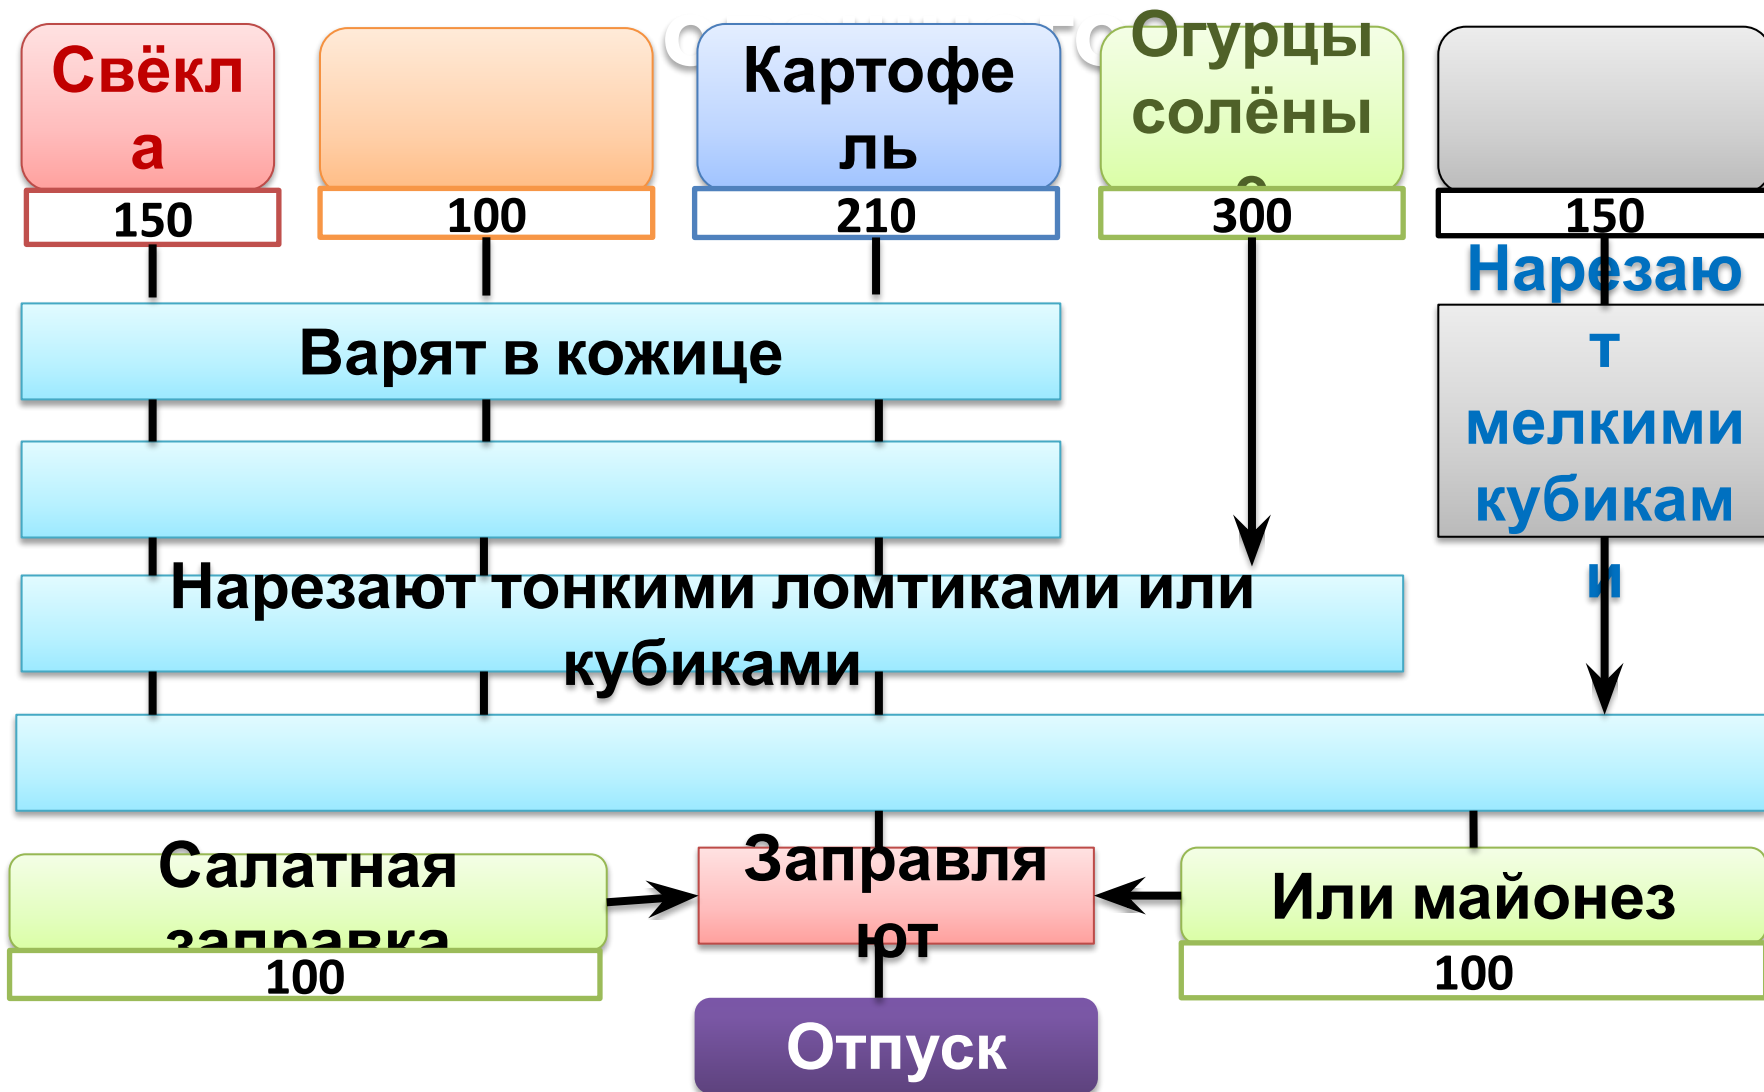 Свёкл
а
Картофе
ль
Огурцы
солёны
150
100
210
300
150
Варят в кожице
Нарезаю
т
мелкими
кубикам
и
Нарезают тонкими ломтиками или
кубиками
Салатная
заправка
100
Заправля
ют
Или майонез
100
Отпуск